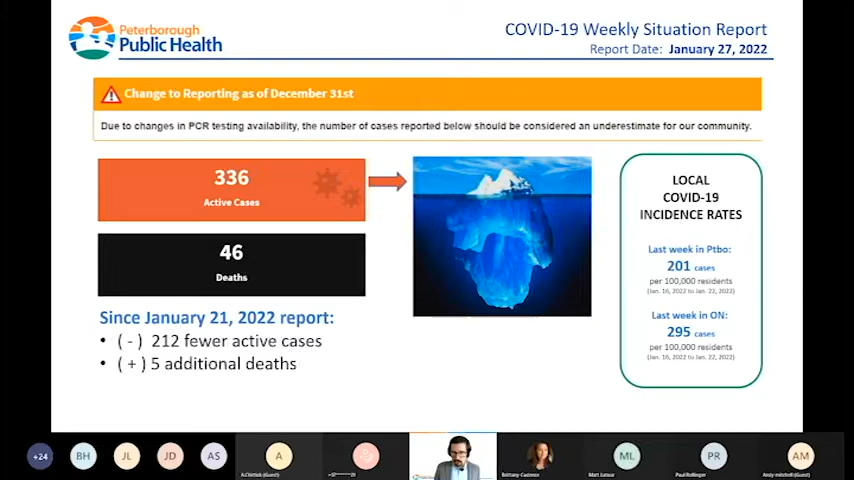 Peterborough
Public Health
COVID-19 Weekly Situation Report
Report Date: January 27, 2022
Change to Reporting as of December 31st
Due to changes in PCR testing availability, the number of cases reported below should be considered an underestimate for our community.
336
Active Cases
46
Deaths
Since January 21, 2022 report:
• ( - ) 212 fewer active cases
• ( + ) 5 additional deaths
LOCAL
COVID-19
INCIDENCE RATES
Last week in Ptbo:
201 cases
per 100,000 residents
(Jan. 16, 2022 to Jan. 22, 2022)
Last week in ON:
295 cases
per 100,000 residents
(Jan. 16, 2022 to Jan. 22, 2022)
+24
BH
JL
JD
AS
A
ML
PR
AM
(Guest)
Brittany Cadence
Andy mitchell (Guest)